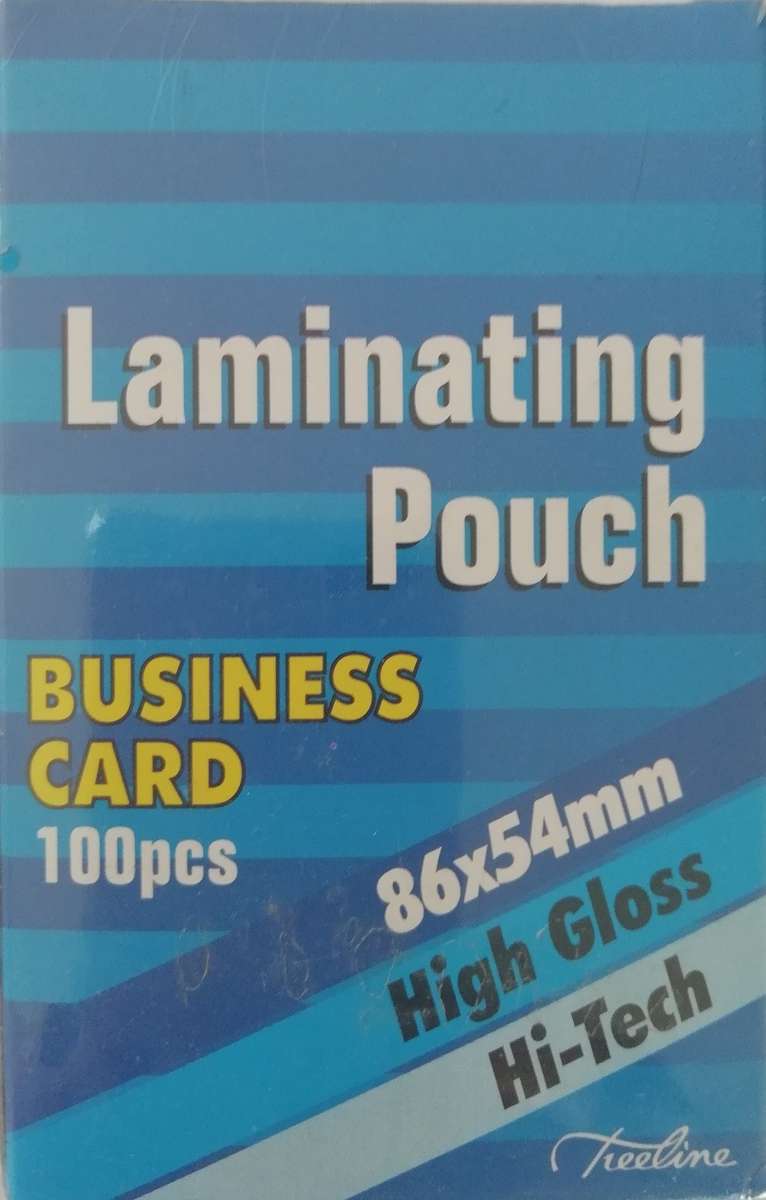 Laminating
Pouch
BUSINESS
CARD
100pcs
86x54mm
High Gloss
Hi-Tech
Treeline